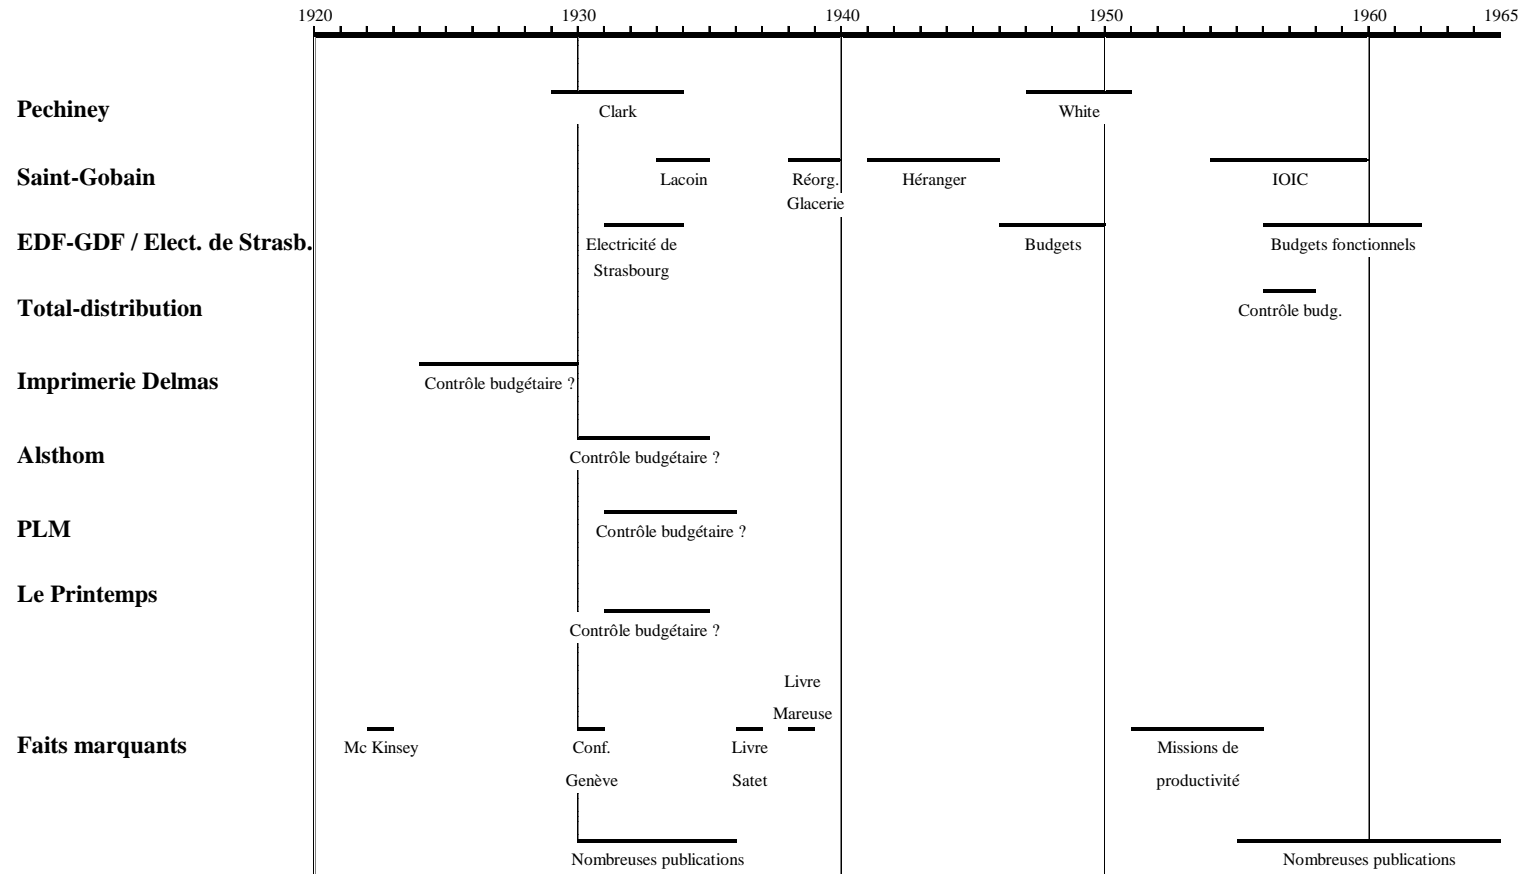 1920 1930 1940 1950 1960 1965
Pechiney
Clark White
Saint-Gobain
Lacoin Réorg. Héranger IOIC
Glacerie
EDF-GDF / Elect. de Strasb.
Electricité de Budgets Budgets fonctionnels
Strasbourg
Total-distribution
Contrôle budg.
Imprimerie Delmas
Contrôle budgétaire ?
Alsthom
Contrôle budgétaire ?
PLM
Contrôle budgétaire ?
Le Printemps
Contrôle budgétaire ?
Livre
Mareuse
Faits marquants
Mc Kinsey Conf. Livre Missions de
Genève Satet productivité
Nombreuses publications Nombreuses publications